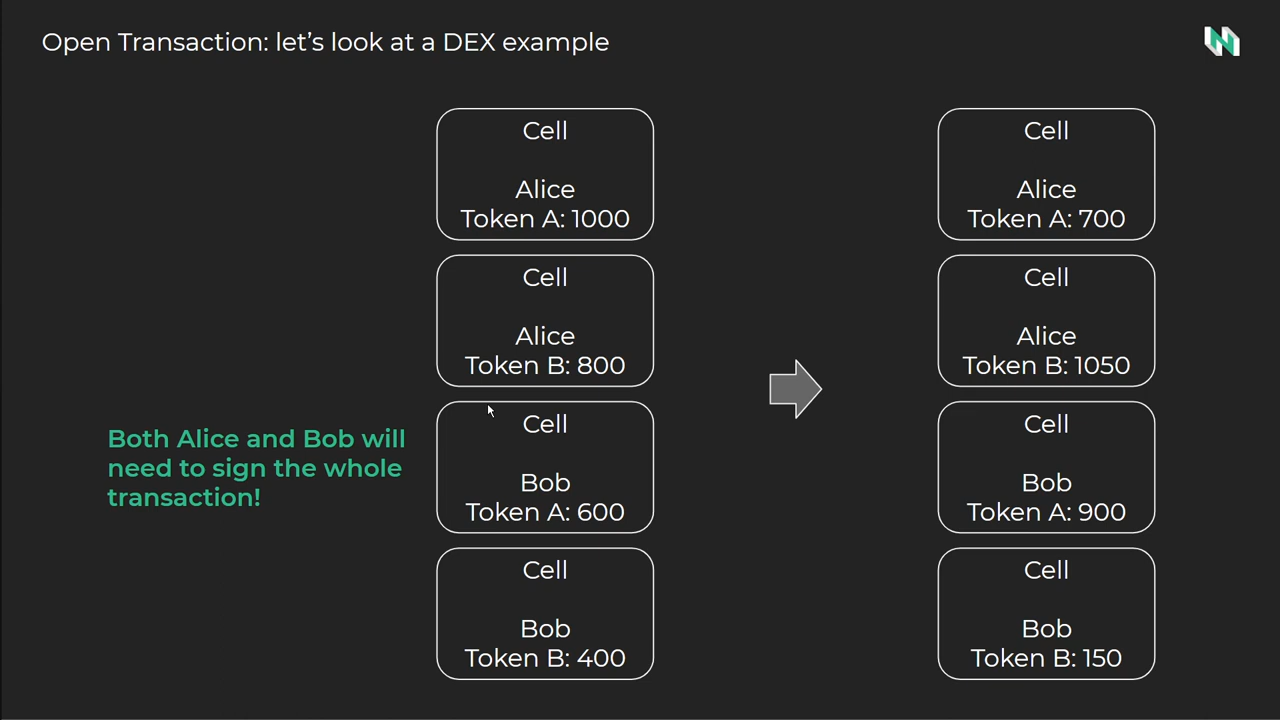 Open Transaction: let's look at a DEX example
Cell
Alice
Token A: 1000
Cell
Alice
Token B: 800
Cell
Bob
Token A: 600
Cell
Bob
Token B: 400
Both Alice and Bob will
need to sign the whole
transaction!
Cell
Alice
Token A: 700
Cell
Alice
Token B: 1050
Cell
Bob
Token A: 900
Cell
Bob
Token B: 150